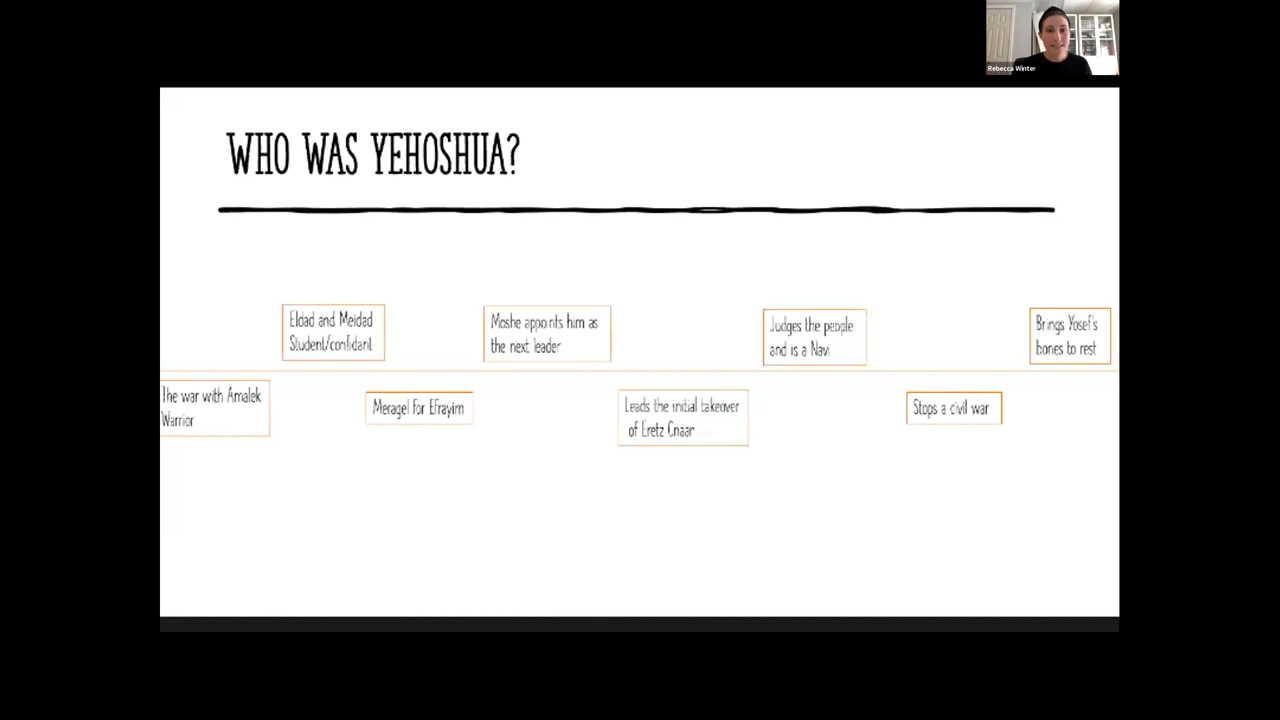 Rebecca Winter
WHO WAS YEHOSHUA?
The war with Amalek
Warrior
Eldad and Meidad
Student/confidant
Meragel for Efrayim
Moshe appoints him as
the next leader
Leads the initial takeover
of Eretz Cnaan
Judges the people
and is a Navi
Stops a civil war
Brings Yosef's
bones to rest